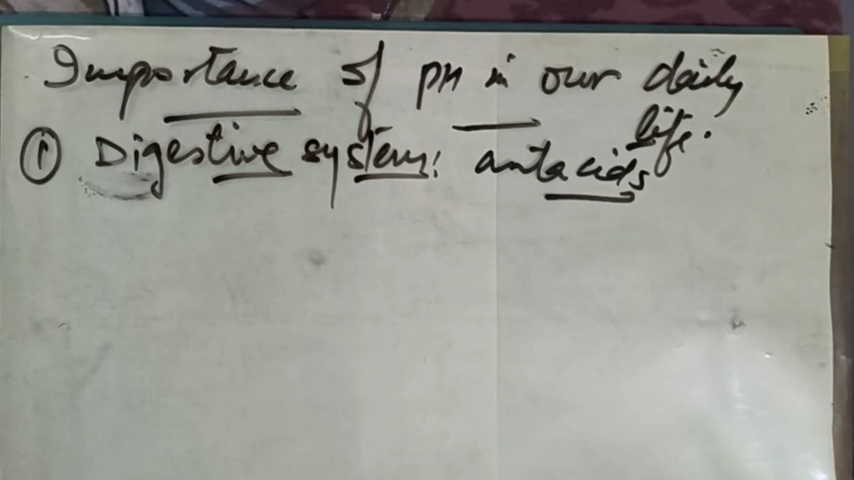 Importance of pH in our daily
life.
① Digestive system: antacids